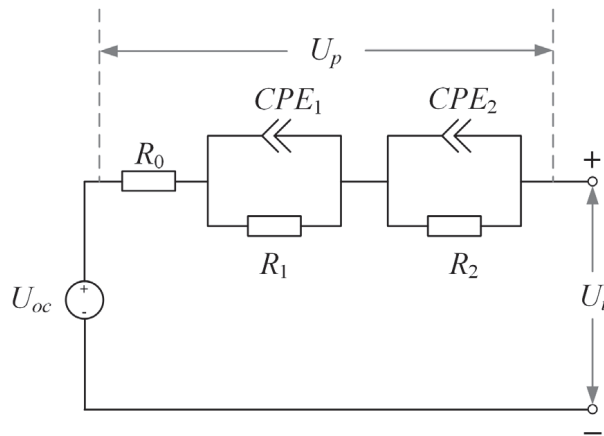 U_p
CPE_1
CPE_2
R_0
+
R_1
R_2
U_oc
+
-
−